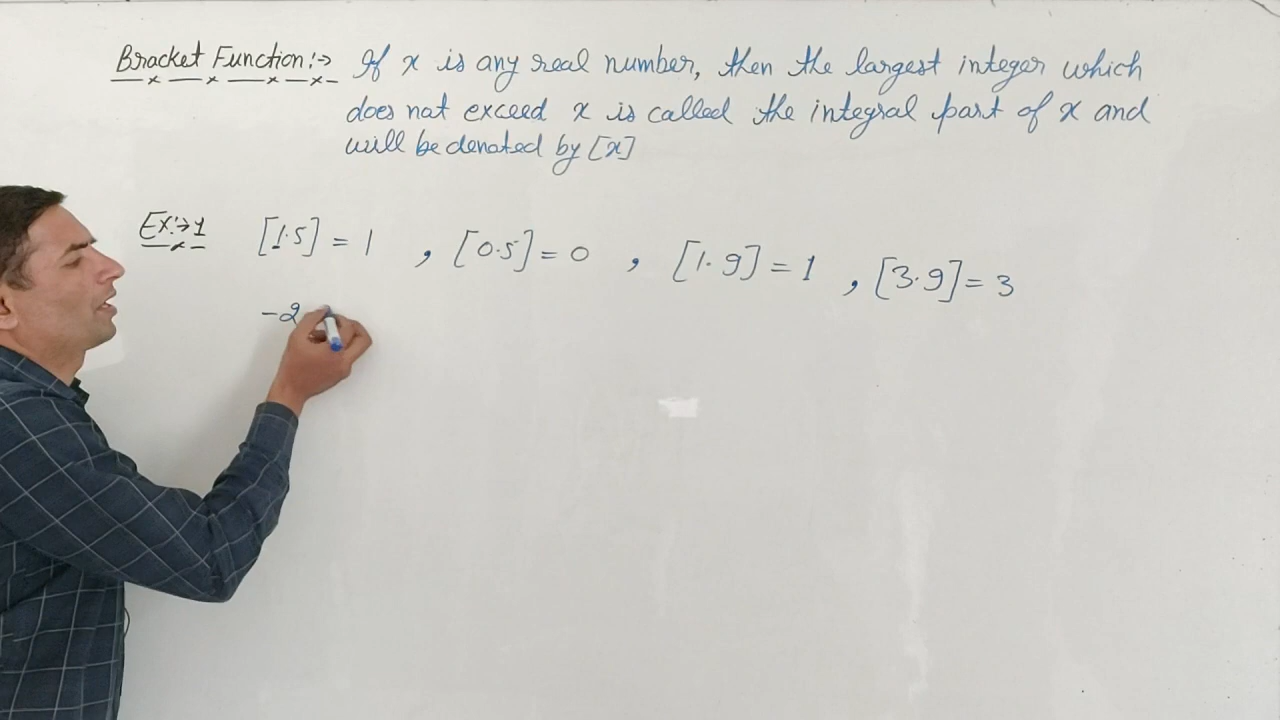 Bracket Function:→ If x is any real number, then the largest integer which
does not exceed x is called the integral part of x and
will be denated by [x]
Ex:→1 [1.5] = 1 , [0.5] = 0 , [1.9] = 1 , [3.9] = 3
-2